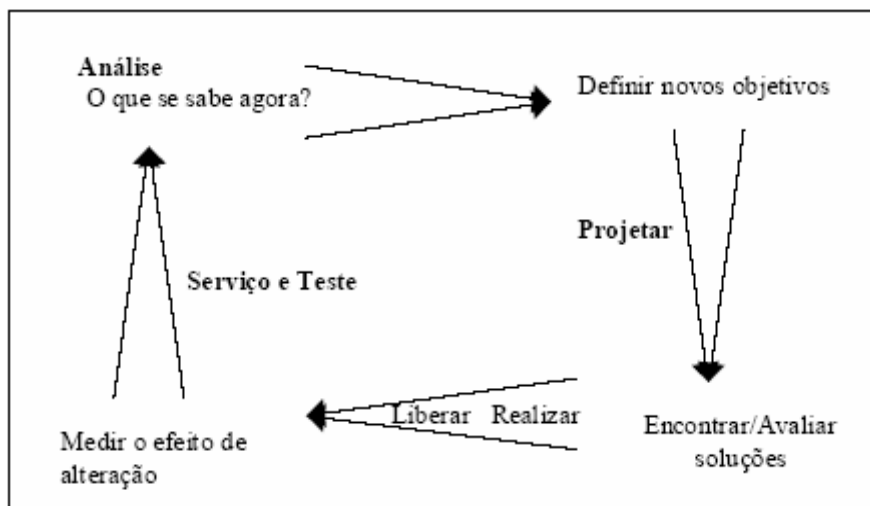 Análise
O que se sabe agora?
Definir novos objetivos
Projetar
Serviço e Teste
Liberar Realizar
Encontrar/Avaliar
soluções
Medir o efeito de
alteração